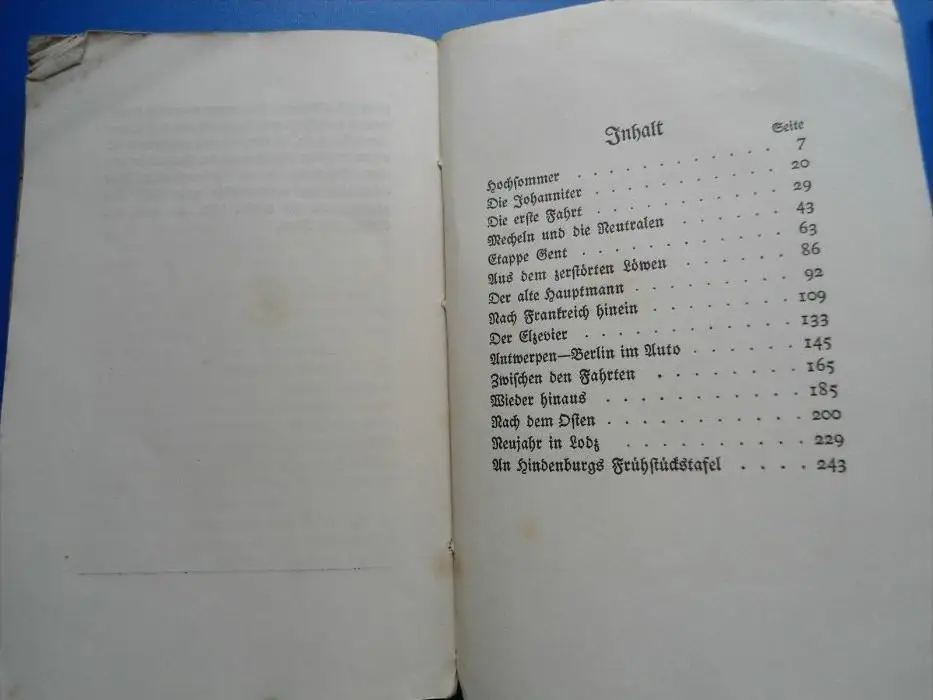 Inhalt
Seite
Hochsommer . . . . . . . . . . . 7
Die Johanniter . . . . . . . . . . 20
Die erste Fahrt . . . . . . . . . . 29
Mecheln und die Neutralen . . . . . . . 43
Etappe Gent . . . . . . . . . . . 63
Aus dem zerstörten Löwen . . . . . . . 86
Der alte Hauptmann . . . . . . . . . 92
Nach Frankreich hinein . . . . . . . . 109
Der Elzevier . . . . . . . . . . . 133
Antwerpen—Berlin im Auto . . . . . . 145
Zwischen den Fahrten . . . . . . . . 165
Wieder hinaus . . . . . . . . . . 185
Nach dem Osten . . . . . . . . . . 200
Neujahr in Lodz . . . . . . . . . 229
An Hindenburgs Frühstückstafel . . . . 243